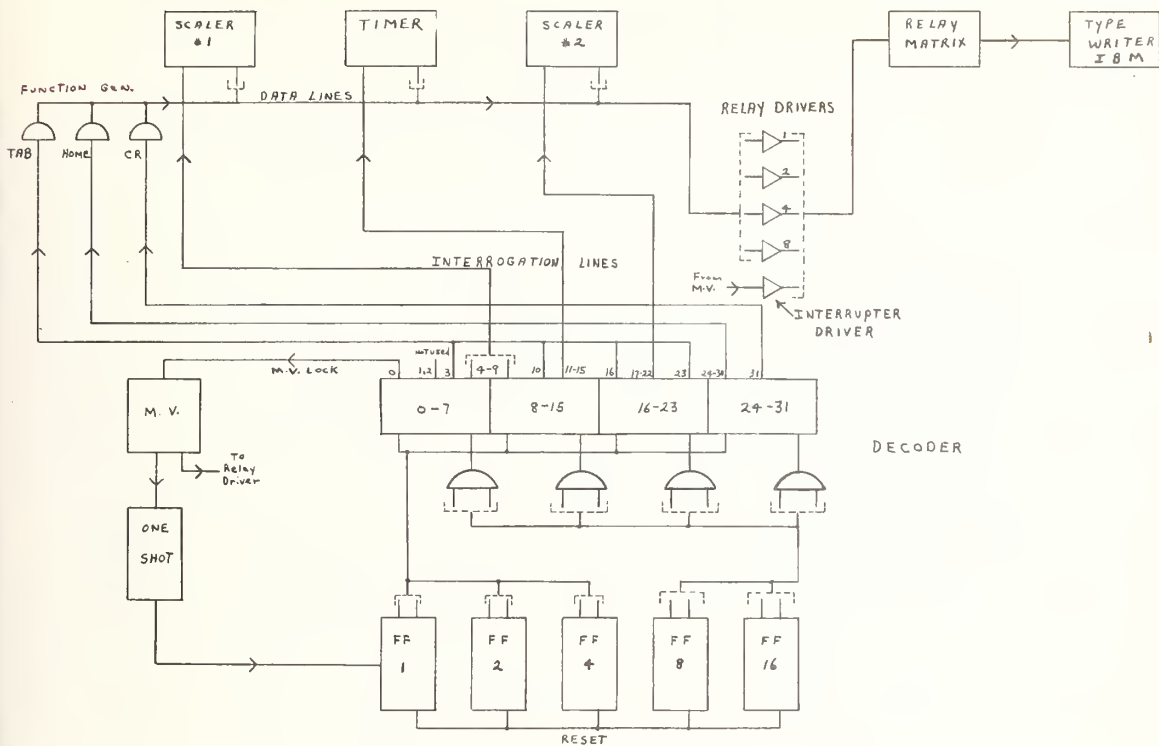 SCALER
#1
TIMER
SCALER
#2
RELAY
MATRIX
TYPE
WRITER
IBM
FUNCTION GEN.
DATA LINES
RELAY DRIVERS
TAB
HOME
CR
1
2
4
8
INTERROGATION LINES
From
M.V.
INTERRUPTER
DRIVER
M.V. LOCK
0
1,2
NOT USED
3
4-9
10
11-15
16
17-22
23
24-30
31
M.V.
0-7
8-15
16-23
24-31
DECODER
To
Relay
Driver
ONE
SHOT
FF
1
FF
2
FF
4
FF
8
FF
16
RESET